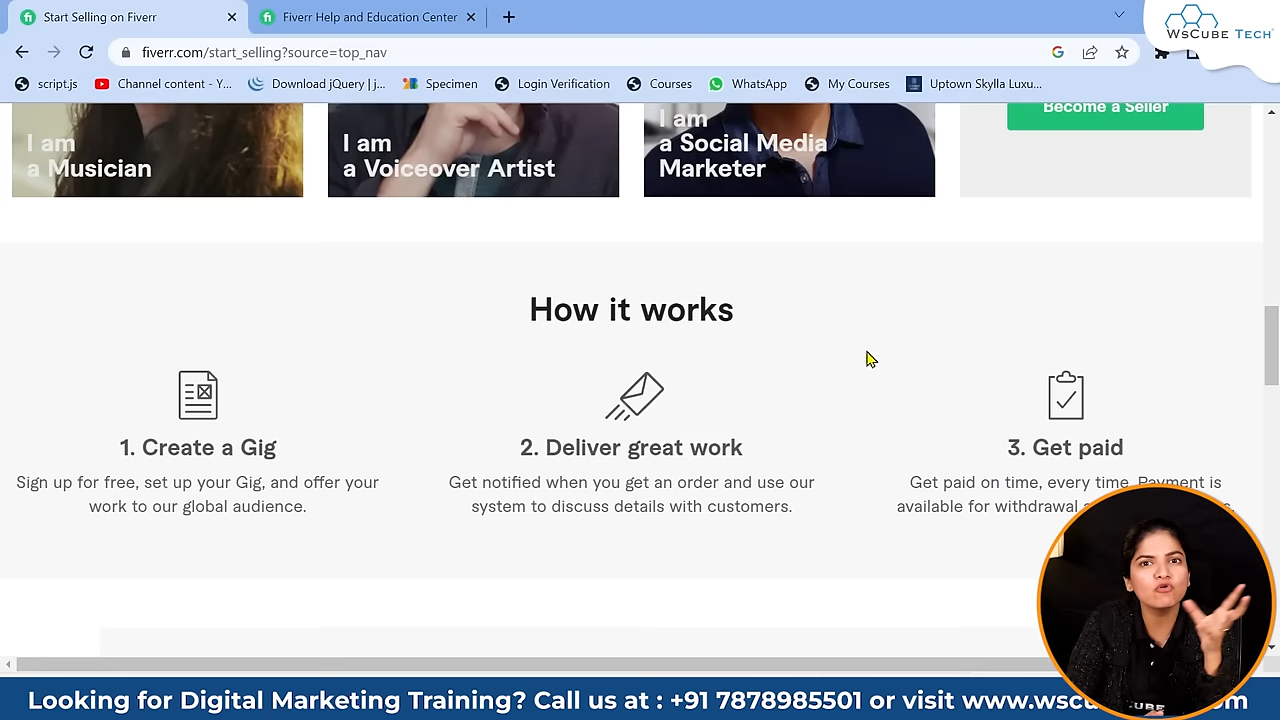 Start Selling on Fiverr
Fiverr Help and Education Center
WsCube Tech
fiverr.com/start_selling?source=top_nav
script.js
Channel content - Y...
Download jQuery | j...
Specimen
Login Verification
Courses
WhatsApp
My Courses
Uptown Skylla Luxu...
I am
a Musician
I am
a Voiceover Artist
I am
a Social Media
Marketer
Become a Seller
How it works
1. Create a Gig
Sign up for free, set up your Gig, and offer your
work to our global audience.
2. Deliver great work
Get notified when you get an order and use our
system to discuss details with customers.
3. Get paid
Get paid on time, every time. Payment is
available for withdrawal
Looking for Digital Marketing Training? Call us at : +91 7878985501 or visit